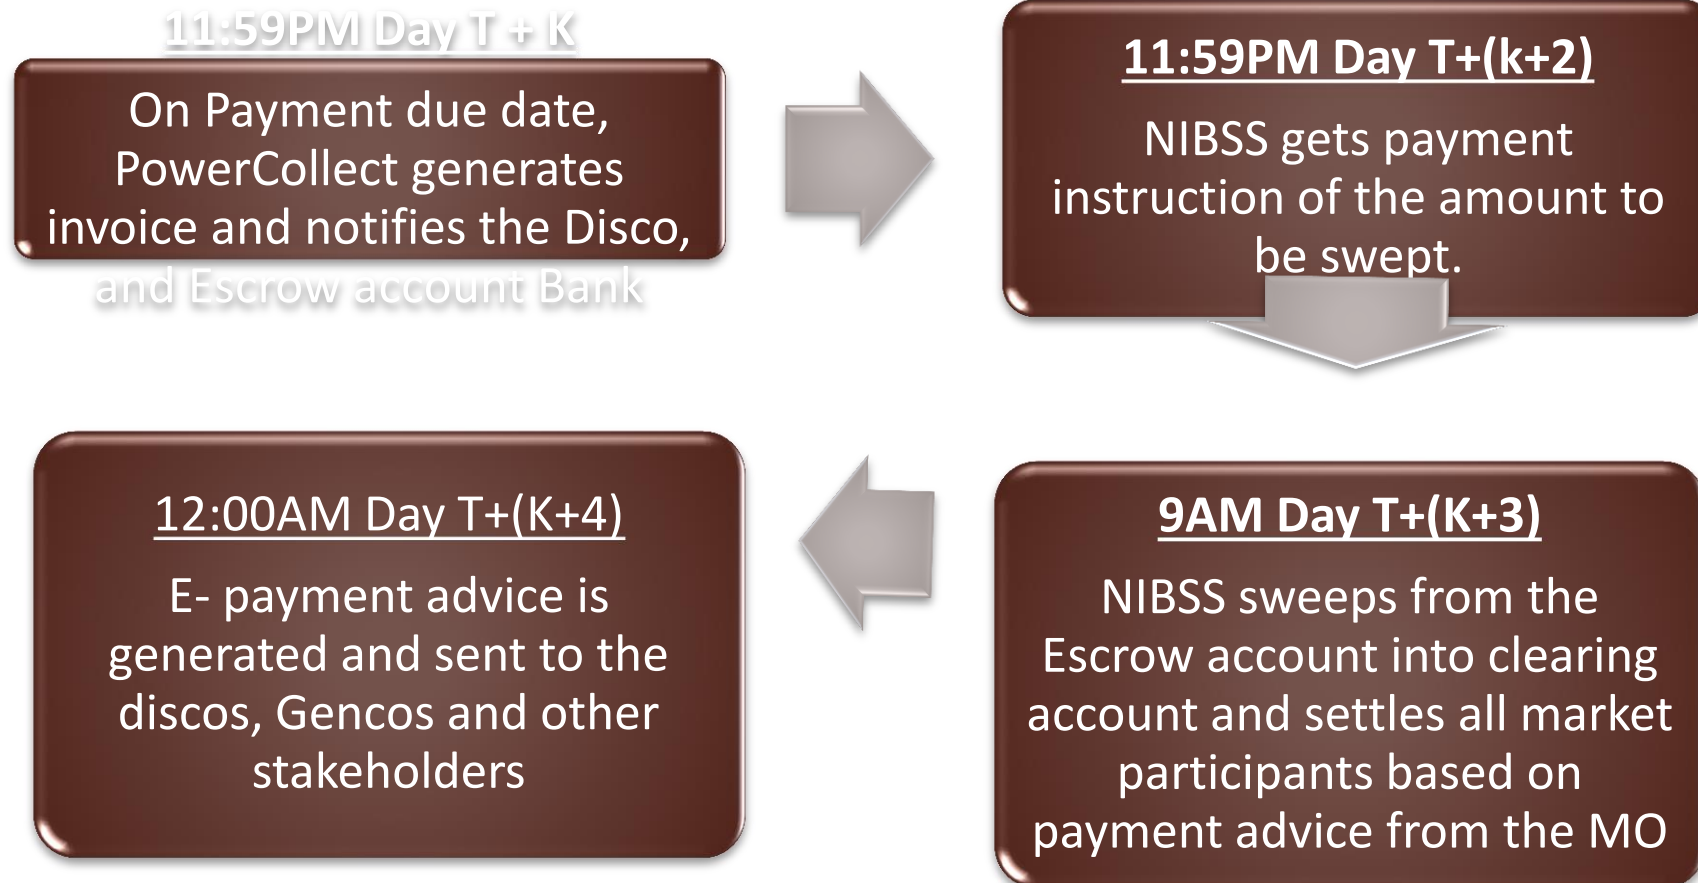 11:59PM Day T + K
On Payment due date,
PowerCollect generates
invoice and notifies the Disco,
and Escrow account Bank
11:59PM Day T+(k+2)
NIBSS gets payment
instruction of the amount to
be swept.
9AM Day T+(K+3)
NIBSS sweeps from the
Escrow account into clearing
account and settles all market
participants based on
payment advice from the MO
12:00AM Day T+(K+4)
E- payment advice is
generated and sent to the
discos, Gencos and other
stakeholders